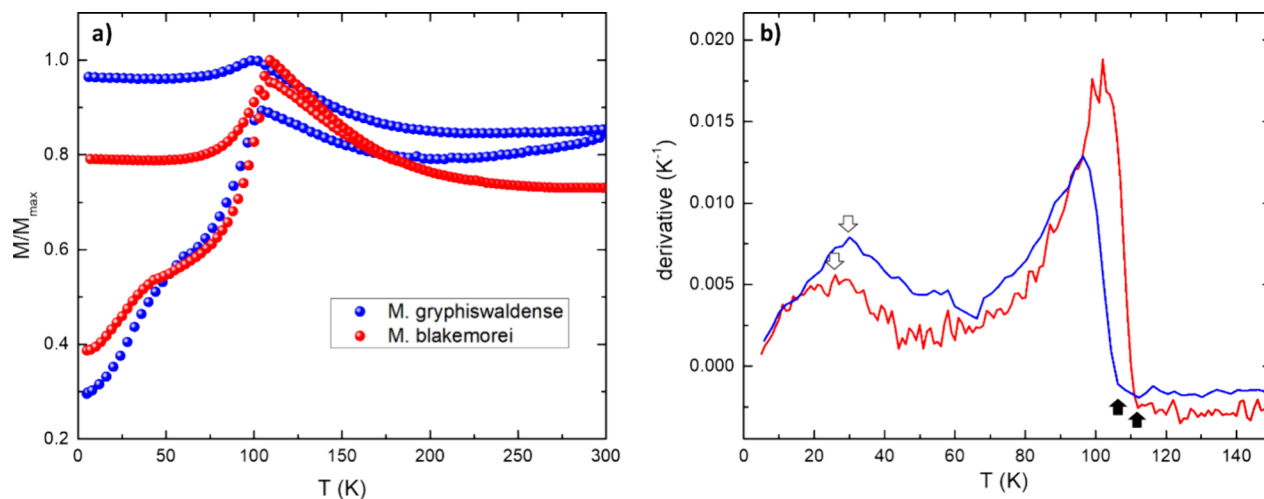 a)
1.0
0.8
0.6
0.4
0.2
M/Mmax
M. gryphiswaldense
M. blakemorei
0 50 100 150 200 250 300
T (K)
b)
0.020
0.015
0.010
0.005
0.000
derivative (K⁻¹)
0 20 40 60 80 100 120 140
T (K)